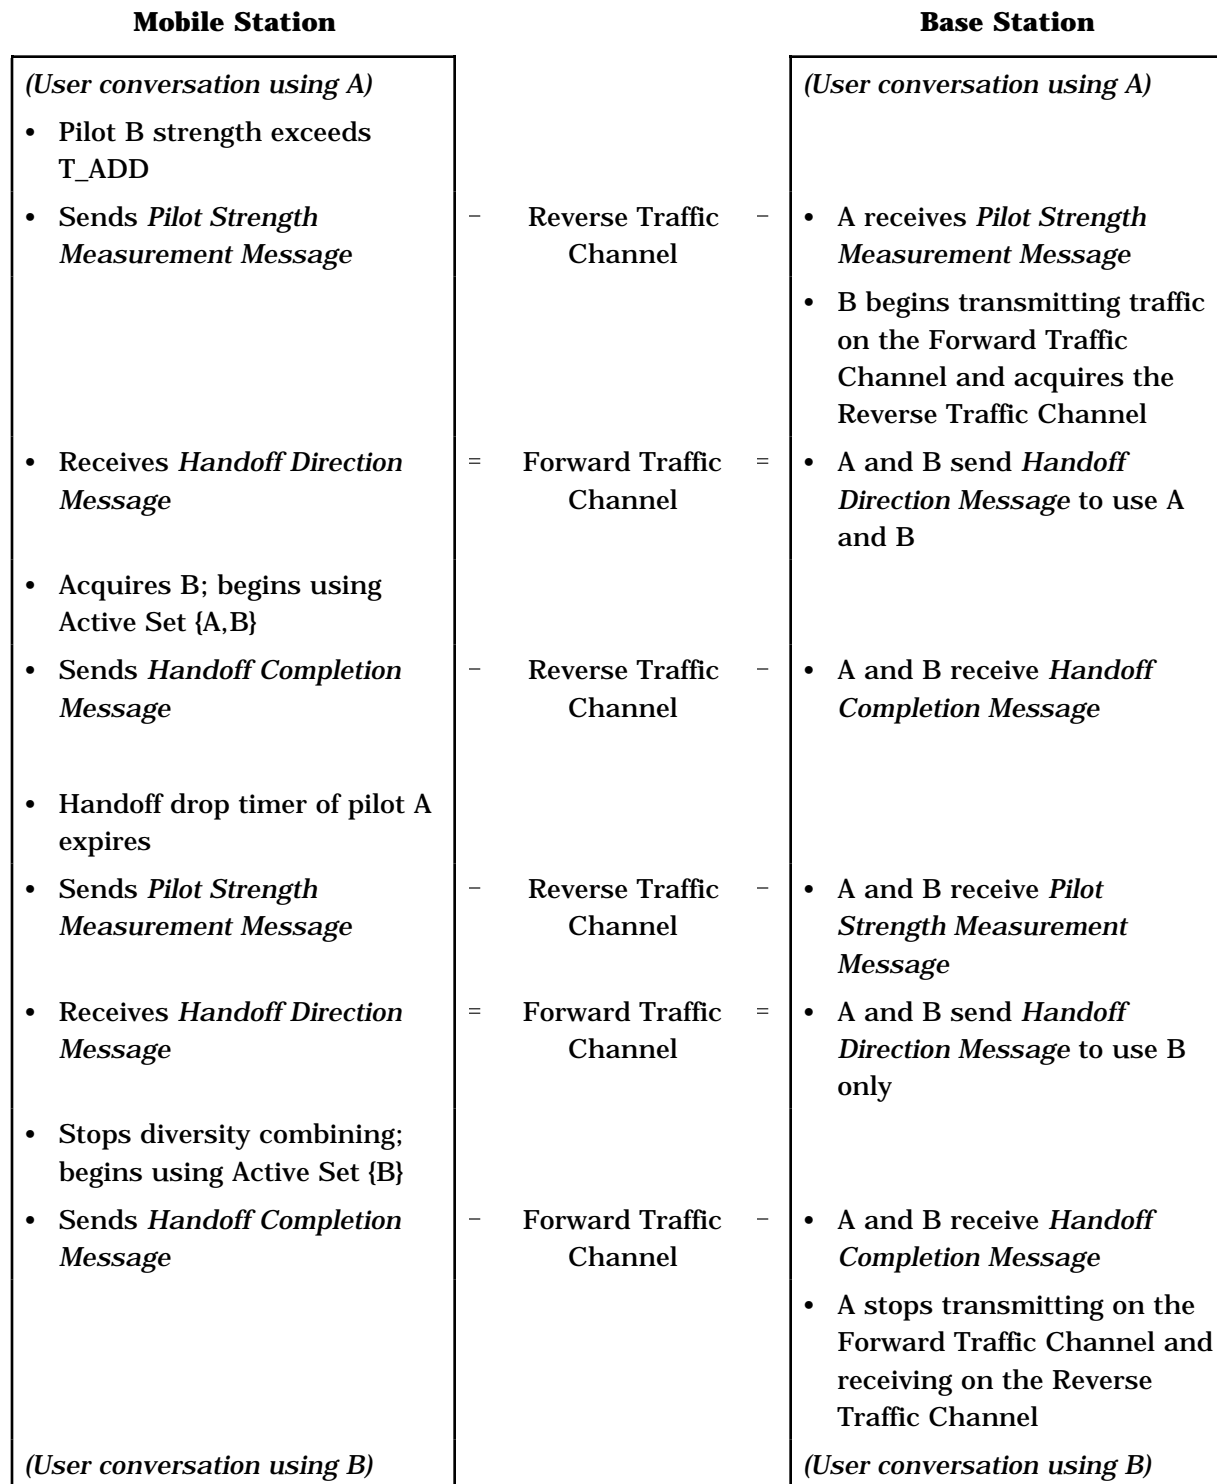 Mobile Station
Base Station
(User conversation using A)
(User conversation using A)
• Pilot B strength exceeds
T_ADD
• Sends Pilot Strength
Measurement Message
– Reverse Traffic –
Channel
• A receives Pilot Strength
Measurement Message
• B begins transmitting traffic
on the Forward Traffic
Channel and acquires the
Reverse Traffic Channel
• Receives Handoff Direction
Message
= Forward Traffic =
Channel
• A and B send Handoff
Direction Message to use A
and B
• Acquires B; begins using
Active Set {A,B}
• Sends Handoff Completion
Message
– Reverse Traffic –
Channel
• A and B receive Handoff
Completion Message
• Handoff drop timer of pilot A
expires
• Sends Pilot Strength
Measurement Message
– Reverse Traffic –
Channel
• A and B receive Pilot
Strength Measurement
Message
• Receives Handoff Direction
Message
= Forward Traffic =
Channel
• A and B send Handoff
Direction Message to use B
only
• Stops diversity combining;
begins using Active Set {B}
• Sends Handoff Completion
Message
– Forward Traffic –
Channel
• A and B receive Handoff
Completion Message
• A stops transmitting on the
Forward Traffic Channel and
receiving on the Reverse
Traffic Channel
(User conversation using B)
(User conversation using B)